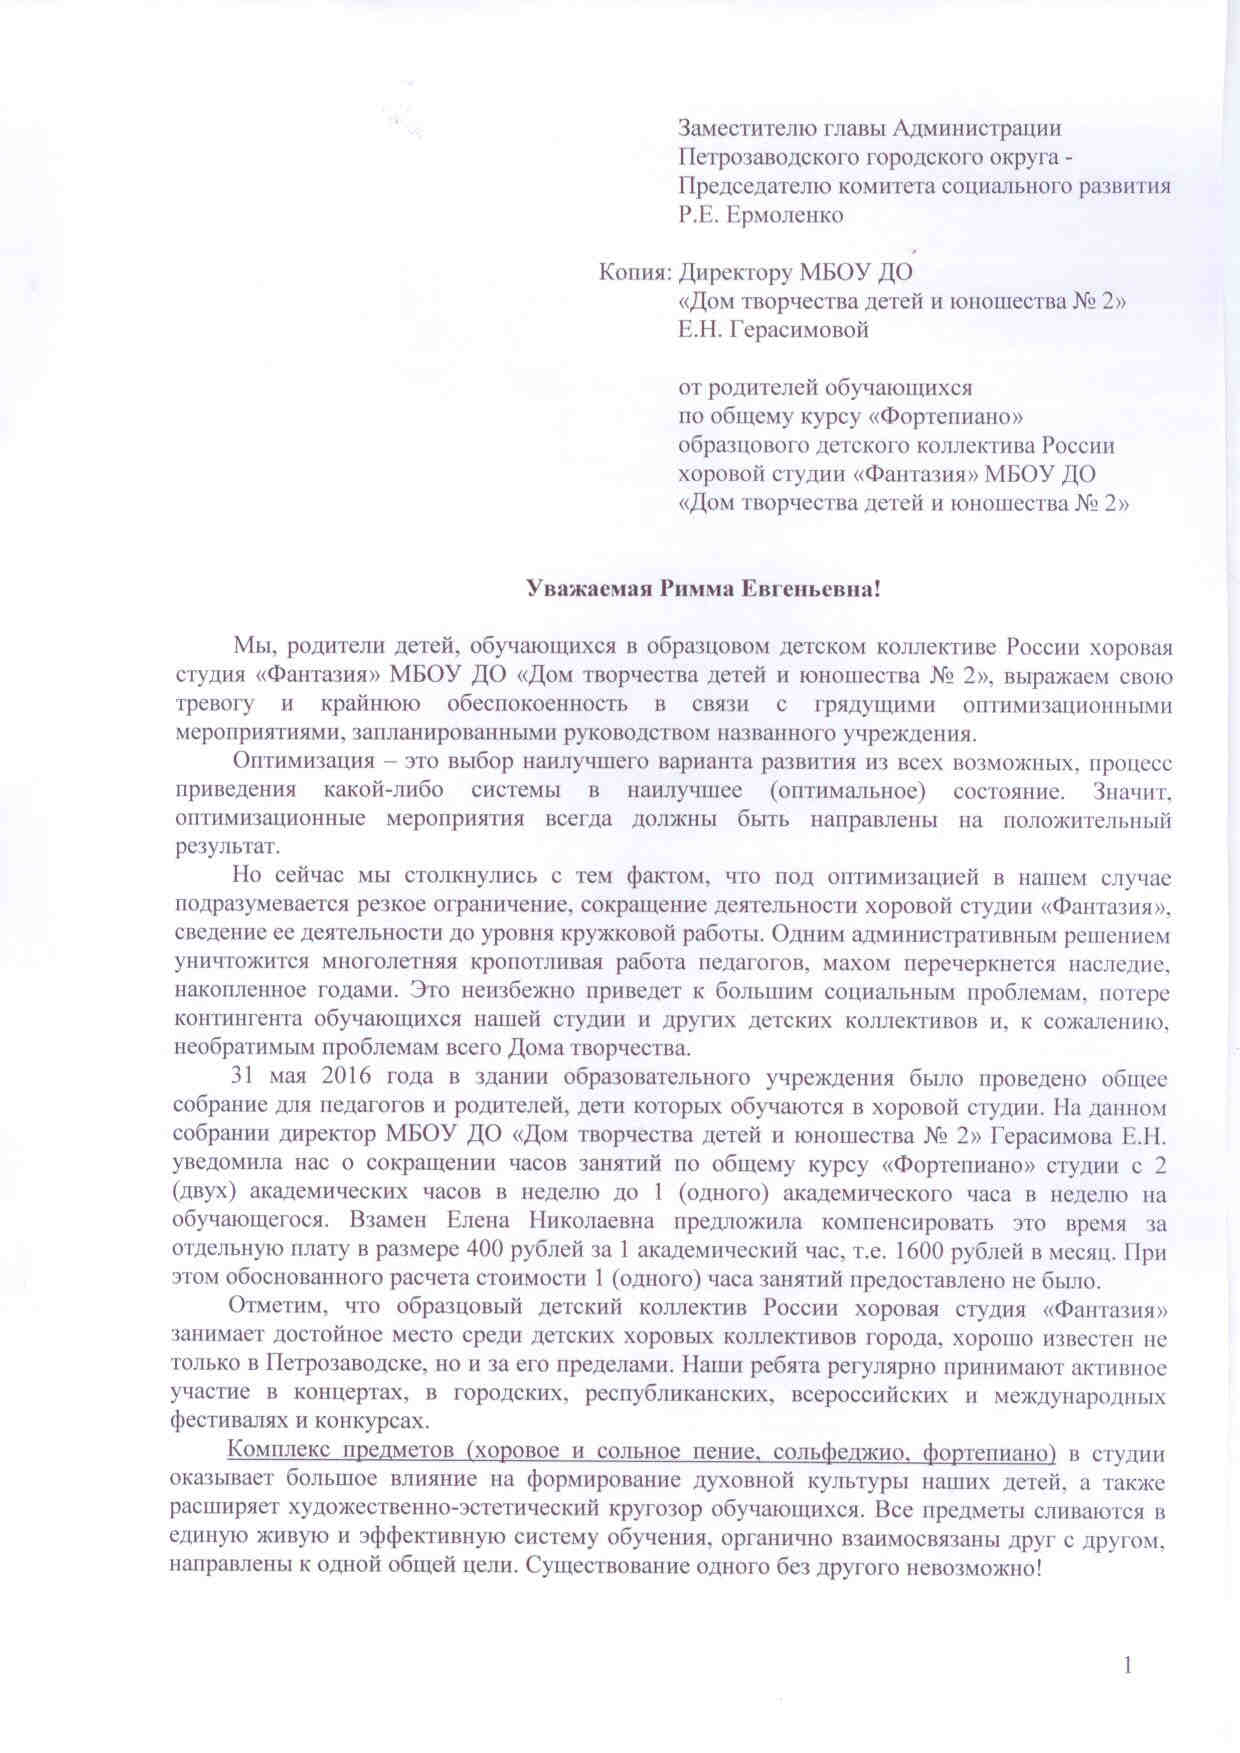 Заместителю главы Администрации
Петрозаводского городского округа -
Председателю комитета социального развития
Р.Е. Ермоленко
Копия: Директору МБОУ ДО
«Дом творчества детей и юношества № 2»
Е.Н. Герасимовой
от родителей обучающихся
по общему курсу «Фортепиано»
образцового детского коллектива России
хоровой студии «Фантазия» МБОУ ДО
«Дом творчества детей и юношества № 2»
Уважаемая Римма Евгеньевна!
Мы, родители детей, обучающихся в образцовом детском коллективе России хоровая
студия «Фантазия» МБОУ ДО «Дом творчества детей и юношества № 2», выражаем свою
тревогу и крайнюю обеспокоенность в связи с грядущими оптимизационными
мероприятиями, запланированными руководством названного учреждения.
Оптимизация – это выбор наилучшего варианта развития из всех возможных, процесс
приведения какой-либо системы в наилучшее (оптимальное) состояние. Значит,
оптимизационные мероприятия всегда должны быть направлены на положительный
результат.
Но сейчас мы столкнулись с тем фактом, что под оптимизацией в нашем случае
подразумевается резкое ограничение, сокращение деятельности хоровой студии «Фантазия»,
сведение ее деятельности до уровня кружковой работы. Одним административным решением
уничтожится многолетняя кропотливая работа педагогов, махом перечеркнется наследие,
накопленное годами. Это неизбежно приведет к большим социальным проблемам, потере
контингента обучающихся нашей студии и других детских коллективов и, к сожалению,
необратимым проблемам всего Дома творчества.
31 мая 2016 года в здании образовательного учреждения было проведено общее
собрание для педагогов и родителей, дети которых обучаются в хоровой студии. На данном
собрании директор МБОУ ДО «Дом творчества детей и юношества № 2» Герасимова Е.Н.
уведомила нас о сокращении часов занятий по общему курсу «Фортепиано» студии с 2
(двух) академических часов в неделю до 1 (одного) академического часа в неделю на
обучающегося. Взамен Елена Николаевна предложила компенсировать это время за
отдельную плату в размере 400 рублей за 1 академический час, т.е. 1600 рублей в месяц. При
этом обоснованного расчета стоимости 1 (одного) часа занятий предоставлено не было.
Отметим, что образцовый детский коллектив России хоровая студия «Фантазия»
занимает достойное место среди детских хоровых коллективов города, хорошо известен не
только в Петрозаводске, но и за его пределами. Наши ребята регулярно принимают активное
участие в концертах, в городских, республиканских, всероссийских и международных
фестивалях и конкурсах.
Комплекс предметов (хоровое и сольное пение, сольфеджио, фортепиано) в студии
оказывает большое влияние на формирование духовной культуры наших детей, а также
расширяет художественно-эстетический кругозор обучающихся. Все предметы сливаются в
единую живую и эффективную систему обучения, органично взаимосвязаны друг с другом,
направлены к одной общей цели. Существование одного без другого невозможно!
1